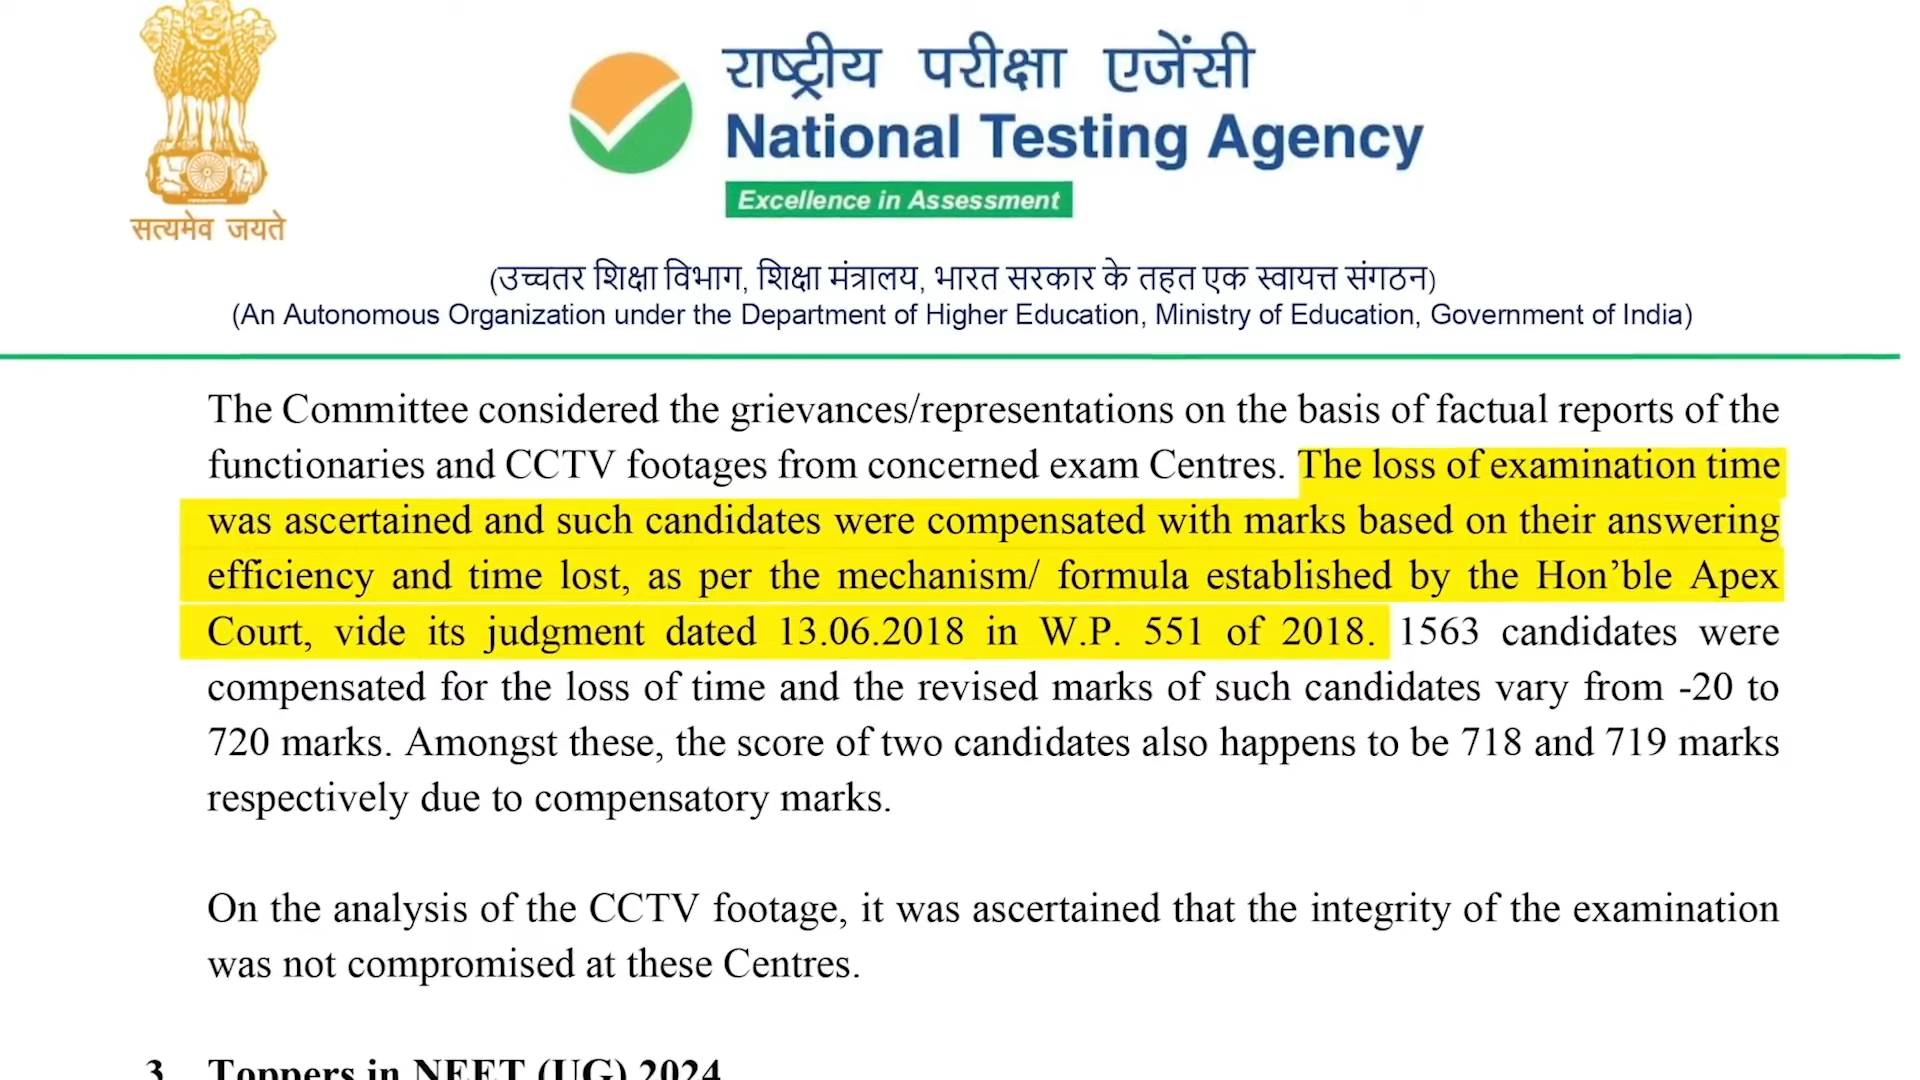 राष्ट्रीय परीक्षा एजेंसी
National Testing Agency
Excellence in Assessment
सत्यमेव जयते
(उच्चतर शिक्षा विभाग, शिक्षा मंत्रालय, भारत सरकार के तहत एक स्वायत्त संगठन)
(An Autonomous Organization under the Department of Higher Education, Ministry of Education, Government of India)
The Committee considered the grievances/representations on the basis of factual reports of the
functionaries and CCTV footages from concerned exam Centres. The loss of examination time
was ascertained and such candidates were compensated with marks based on their answering
efficiency and time lost, as per the mechanism/ formula established by the Hon’ble Apex
Court, vide its judgment dated 13.06.2018 in W.P. 551 of 2018. 1563 candidates were
compensated for the loss of time and the revised marks of such candidates vary from -20 to
720 marks. Amongst these, the score of two candidates also happens to be 718 and 719 marks
respectively due to compensatory marks.
On the analysis of the CCTV footage, it was ascertained that the integrity of the examination
was not compromised at these Centres.
3. Toppers in NEET (UG) 2024